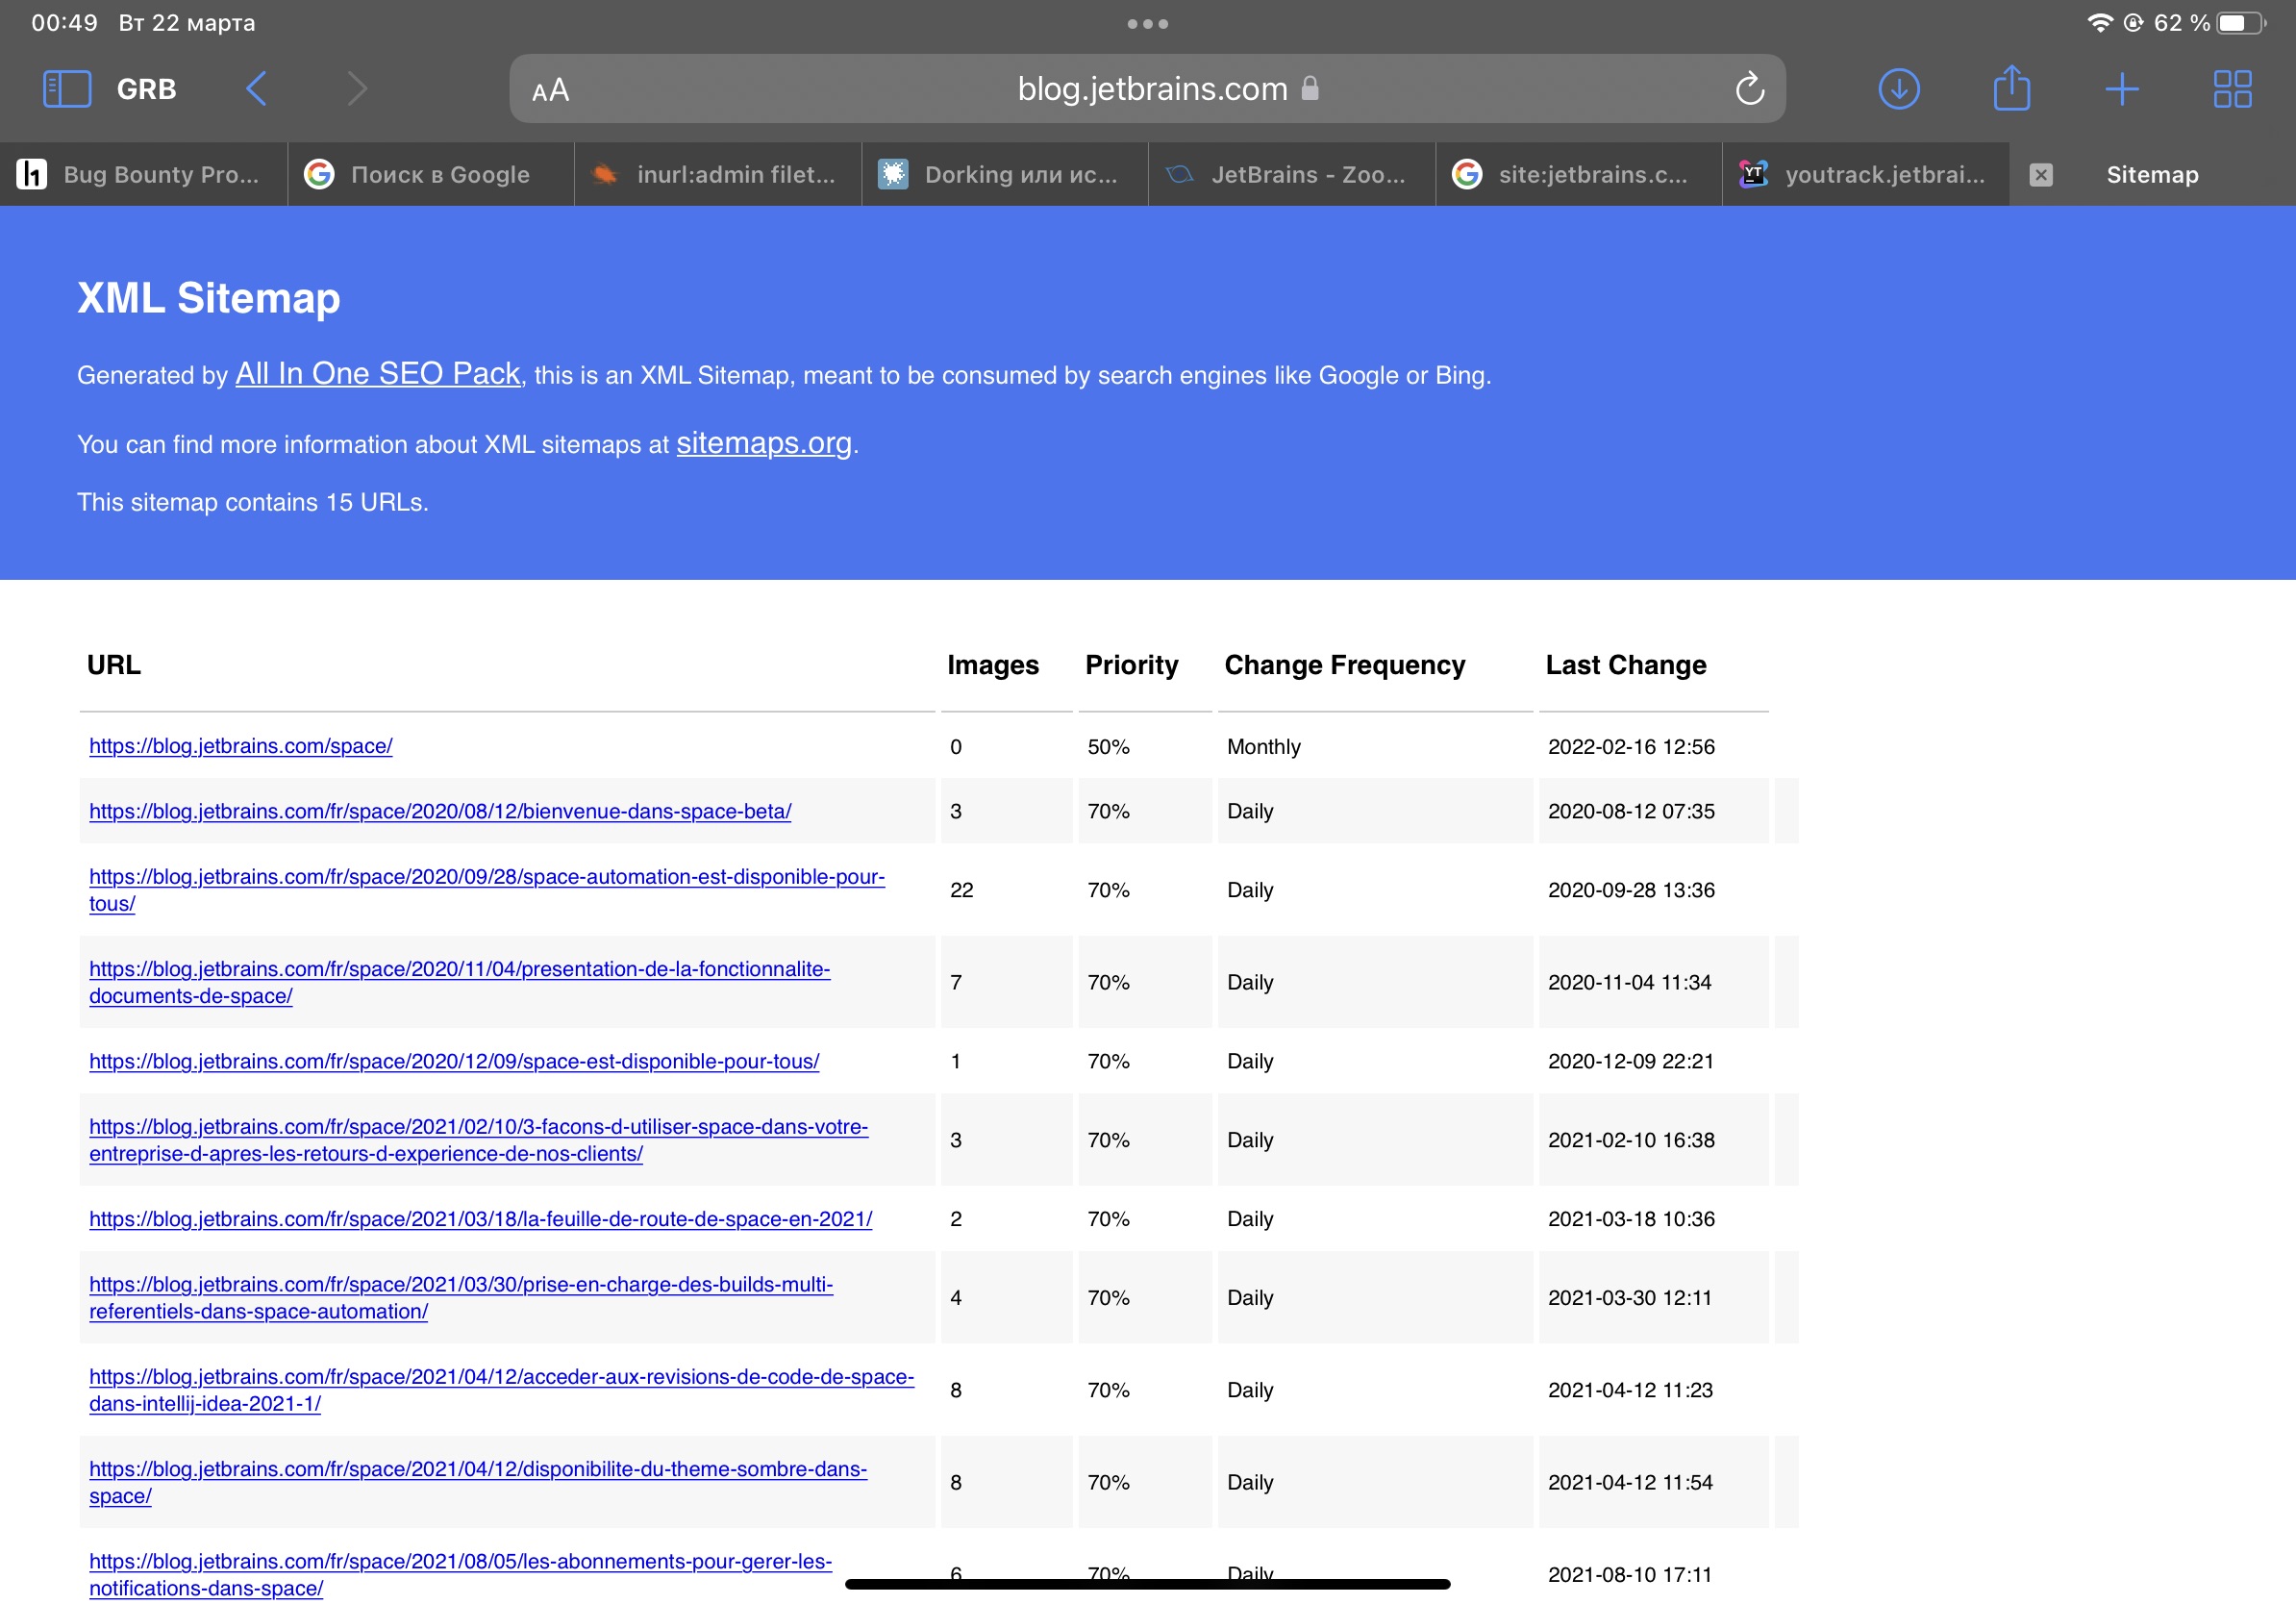 00:49 Вт 22 марта
62 %
GRB
AA
blog.jetbrains.com
Bug Bounty Pro...
Поиск в Google
inurl:admin filet...
Dorking или ис...
JetBrains - Zoo...
site:jetbrains.c...
YT
youtrack.jetbrai...
Sitemap
XML Sitemap
Generated by All In One SEO Pack, this is an XML Sitemap, meant to be consumed by search engines like Google or Bing.
You can find more information about XML sitemaps at sitemaps.org.
This sitemap contains 15 URLs.
URL Images Priority Change Frequency Last Change
https://blog.jetbrains.com/space/ 0 50% Monthly 2022-02-16 12:56
https://blog.jetbrains.com/fr/space/2020/08/12/bienvenue-dans-space-beta/ 3 70% Daily 2020-08-12 07:35
https://blog.jetbrains.com/fr/space/2020/09/28/space-automation-est-disponible-pour-
tous/ 22 70% Daily 2020-09-28 13:36
https://blog.jetbrains.com/fr/space/2020/11/04/presentation-de-la-fonctionnalite-
documents-de-space/ 7 70% Daily 2020-11-04 11:34
https://blog.jetbrains.com/fr/space/2020/12/09/space-est-disponible-pour-tous/ 1 70% Daily 2020-12-09 22:21
https://blog.jetbrains.com/fr/space/2021/02/10/3-facons-d-utiliser-space-dans-votre-
entreprise-d-apres-les-retours-d-experience-de-nos-clients/ 3 70% Daily 2021-02-10 16:38
https://blog.jetbrains.com/fr/space/2021/03/18/la-feuille-de-route-de-space-en-2021/ 2 70% Daily 2021-03-18 10:36
https://blog.jetbrains.com/fr/space/2021/03/30/prise-en-charge-des-builds-multi-
referentiels-dans-space-automation/ 4 70% Daily 2021-03-30 12:11
https://blog.jetbrains.com/fr/space/2021/04/12/acceder-aux-revisions-de-code-de-space-
dans-intellij-idea-2021-1/ 8 70% Daily 2021-04-12 11:23
https://blog.jetbrains.com/fr/space/2021/04/12/disponibilite-du-theme-sombre-dans-
space/ 8 70% Daily 2021-04-12 11:54
https://blog.jetbrains.com/fr/space/2021/08/05/les-abonnements-pour-gerer-les-
notifications-dans-space/ 6 70% Daily 2021-08-10 17:11